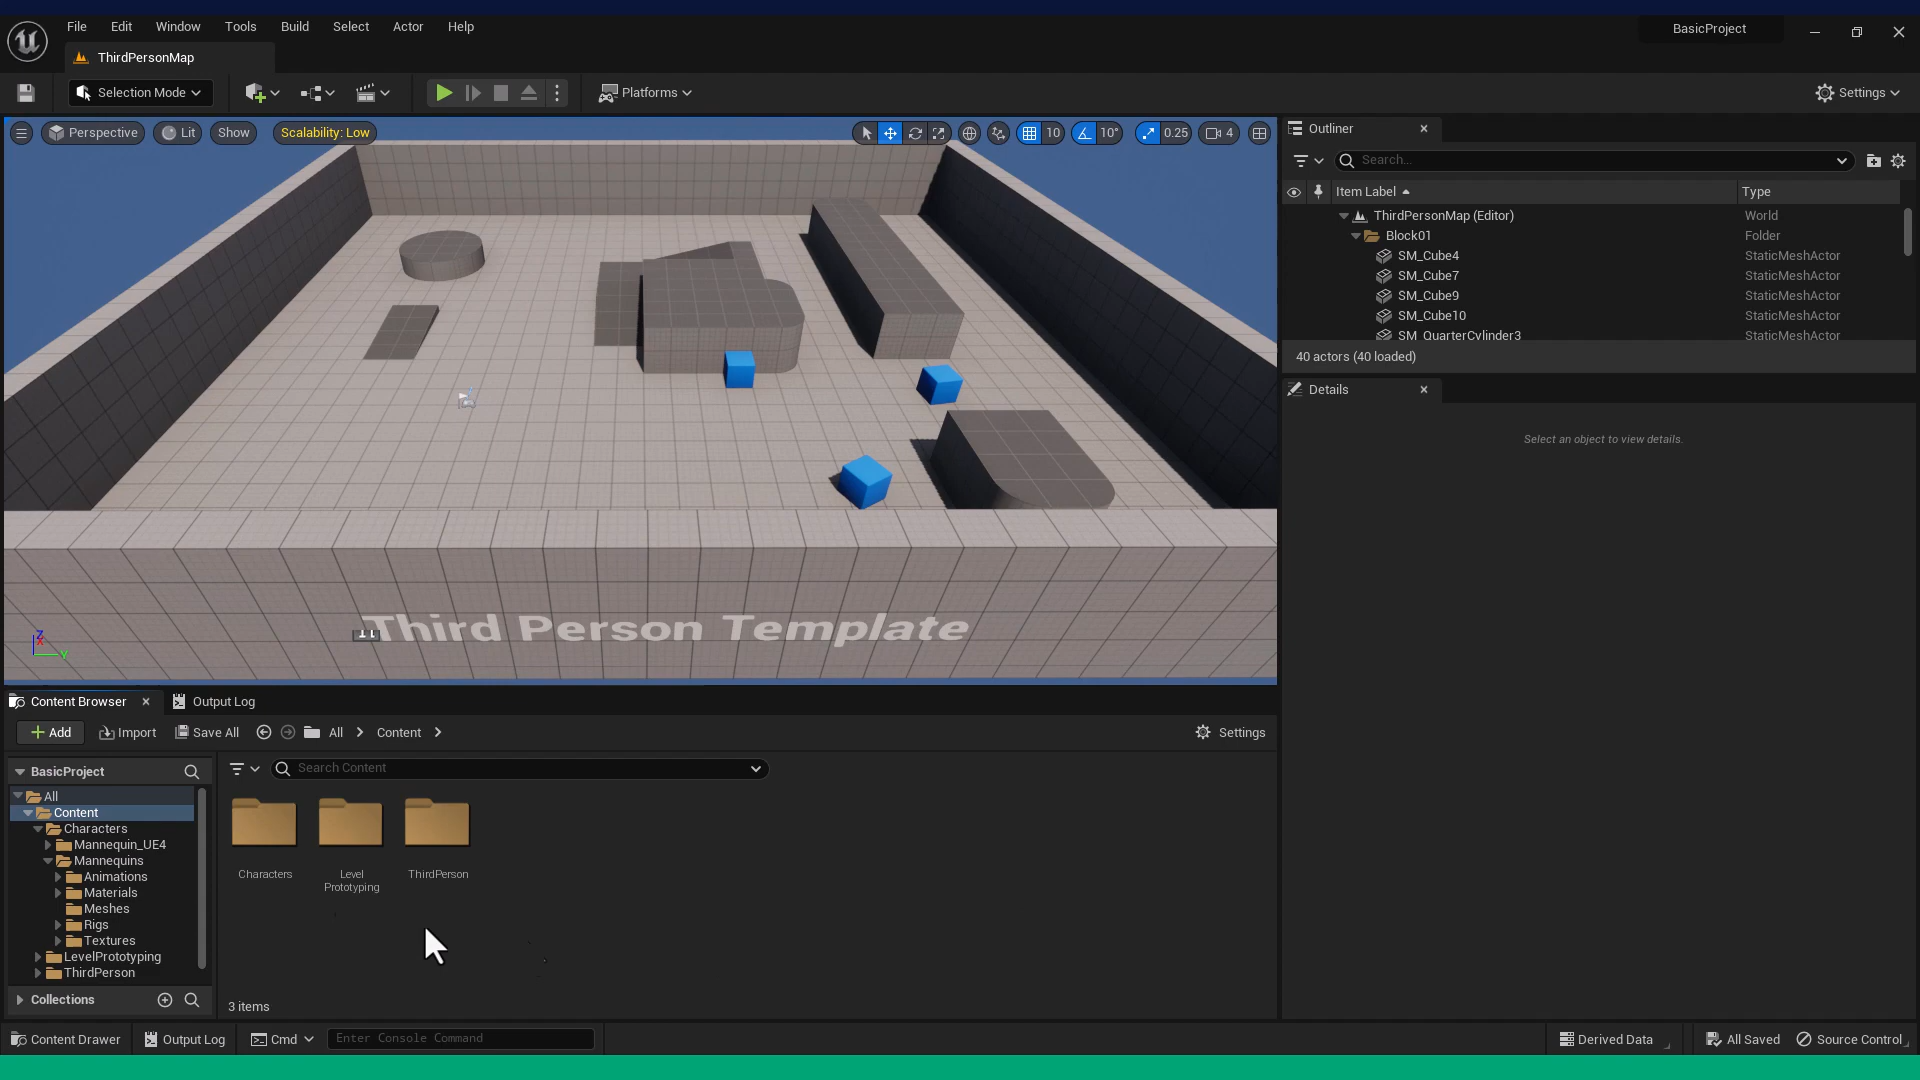 File Edit Window Tools Build Select Actor Help
BasicProject
ThirdPersonMap
Selection Mode
Platforms
Settings
Perspective Lit Show Scalability: Low
10 10° 0.25 4
Outliner
Search...
Item Label Type
ThirdPersonMap (Editor) World
Block01 Folder
SM_Cube4 StaticMeshActor
SM_Cube7 StaticMeshActor
SM_Cube9 StaticMeshActor
SM_Cube10 StaticMeshActor
SM_QuarterCylinder3 StaticMeshActor
40 actors (40 loaded)
Details
Select an object to view details.
Third Person Template
Z
X
Y
Content Browser Output Log
Add Import Save All All Content Settings
BasicProject
Search Content
All
Content
Characters
Mannequin_UE4
Mannequins
Animations
Materials
Meshes
Rigs
Textures
LevelPrototyping
ThirdPerson
Collections
Characters
Level
Prototyping
ThirdPerson
3 items
Content Drawer Output Log Cmd Enter Console Command Derived Data All Saved Source Control